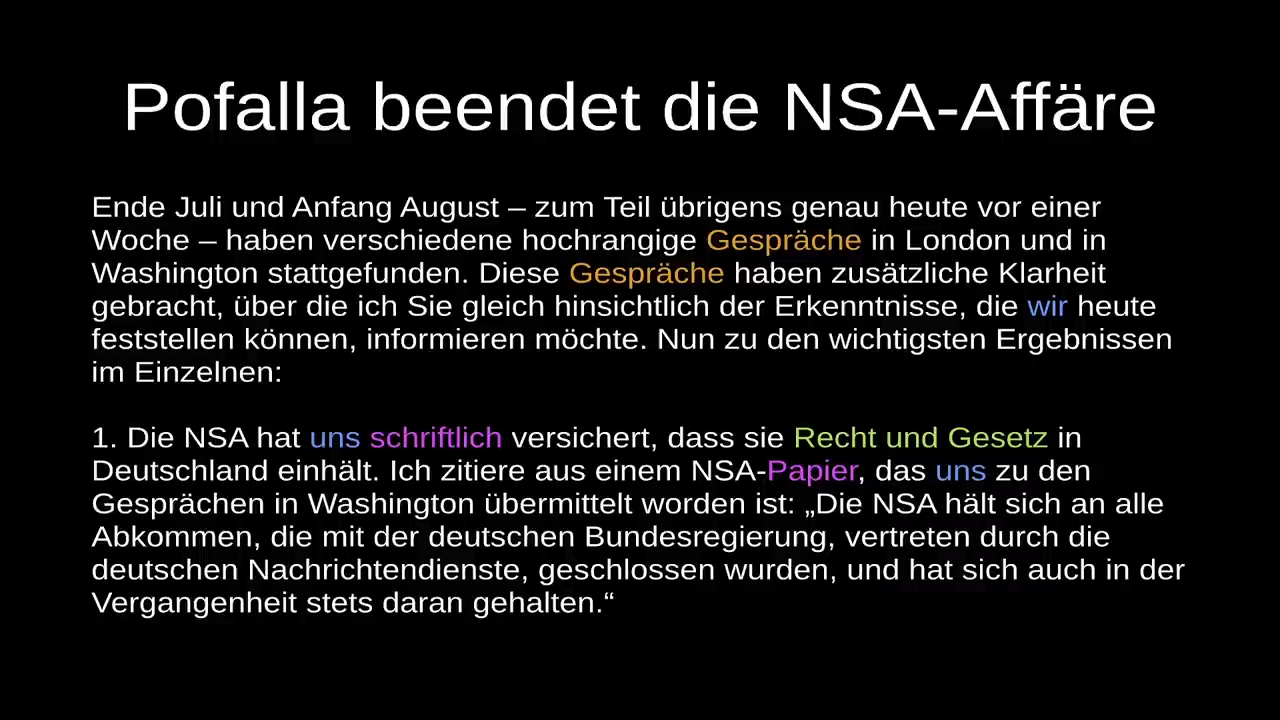 Pofalla beendet die NSA-Affäre
Ende Juli und Anfang August – zum Teil übrigens genau heute vor einer
Woche – haben verschiedene hochrangige Gespräche in London und in
Washington stattgefunden. Diese Gespräche haben zusätzliche Klarheit
gebracht, über die ich Sie gleich hinsichtlich der Erkenntnisse, die wir heute
feststellen können, informieren möchte. Nun zu den wichtigsten Ergebnissen
im Einzelnen:
1. Die NSA hat uns schriftlich versichert, dass sie Recht und Gesetz in
Deutschland einhält. Ich zitiere aus einem NSA-Papier, das uns zu den
Gesprächen in Washington übermittelt worden ist: „Die NSA hält sich an alle
Abkommen, die mit der deutschen Bundesregierung, vertreten durch die
deutschen Nachrichtendienste, geschlossen wurden, und hat sich auch in der
Vergangenheit stets daran gehalten.“